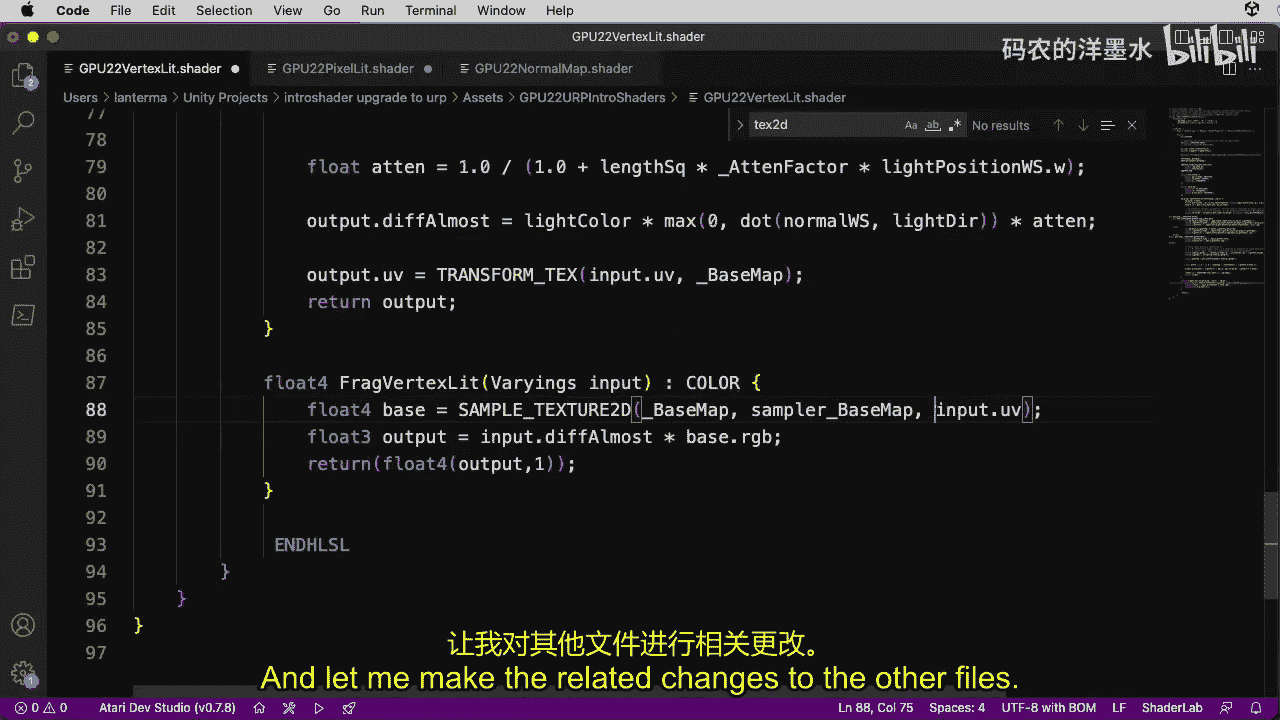 Code File Edit Selection View Go Run Terminal Window Help
GPU22VertexLit.shader
码农的洋墨水 bilibili
GPU22VertexLit.shader GPU22PixelLit.shader GPU22NormalMap.shader
Users > lanterma > Unity Projects > introshader upgrade to urp > Assets > GPU22URPIntroShaders > GPU22VertexLit.shader
tex2d Aa ab .* No results
77
78
79 float atten = 1.0 / (1.0 + lengthSq * _AttenFactor * lightPositionWS.w);
80
81 output.diffAlmost = lightColor * max(0, dot(normalWS, lightDir)) * atten;
82
83 output.uv = TRANSFORM_TEX(input.uv, _BaseMap);
84 return output;
85 }
86
87 float4 FragVertexLit(Varyings input) : COLOR {
88 float4 base = SAMPLE_TEXTURE2D(_BaseMap, sampler_BaseMap, input.uv);
89 float3 output = input.diffAlmost * base.rgb;
90 return(float4(output,1));
91 }
92
93 ENDHLSL
94 }
95 }
96 }
97
让我对其他文件进行相关更改。
And let me make the related changes to the other files.
0 0 Atari Dev Studio (v0.7.8) Ln 88, Col 75 Spaces: 4 UTF-8 with BOM LF ShaderLab